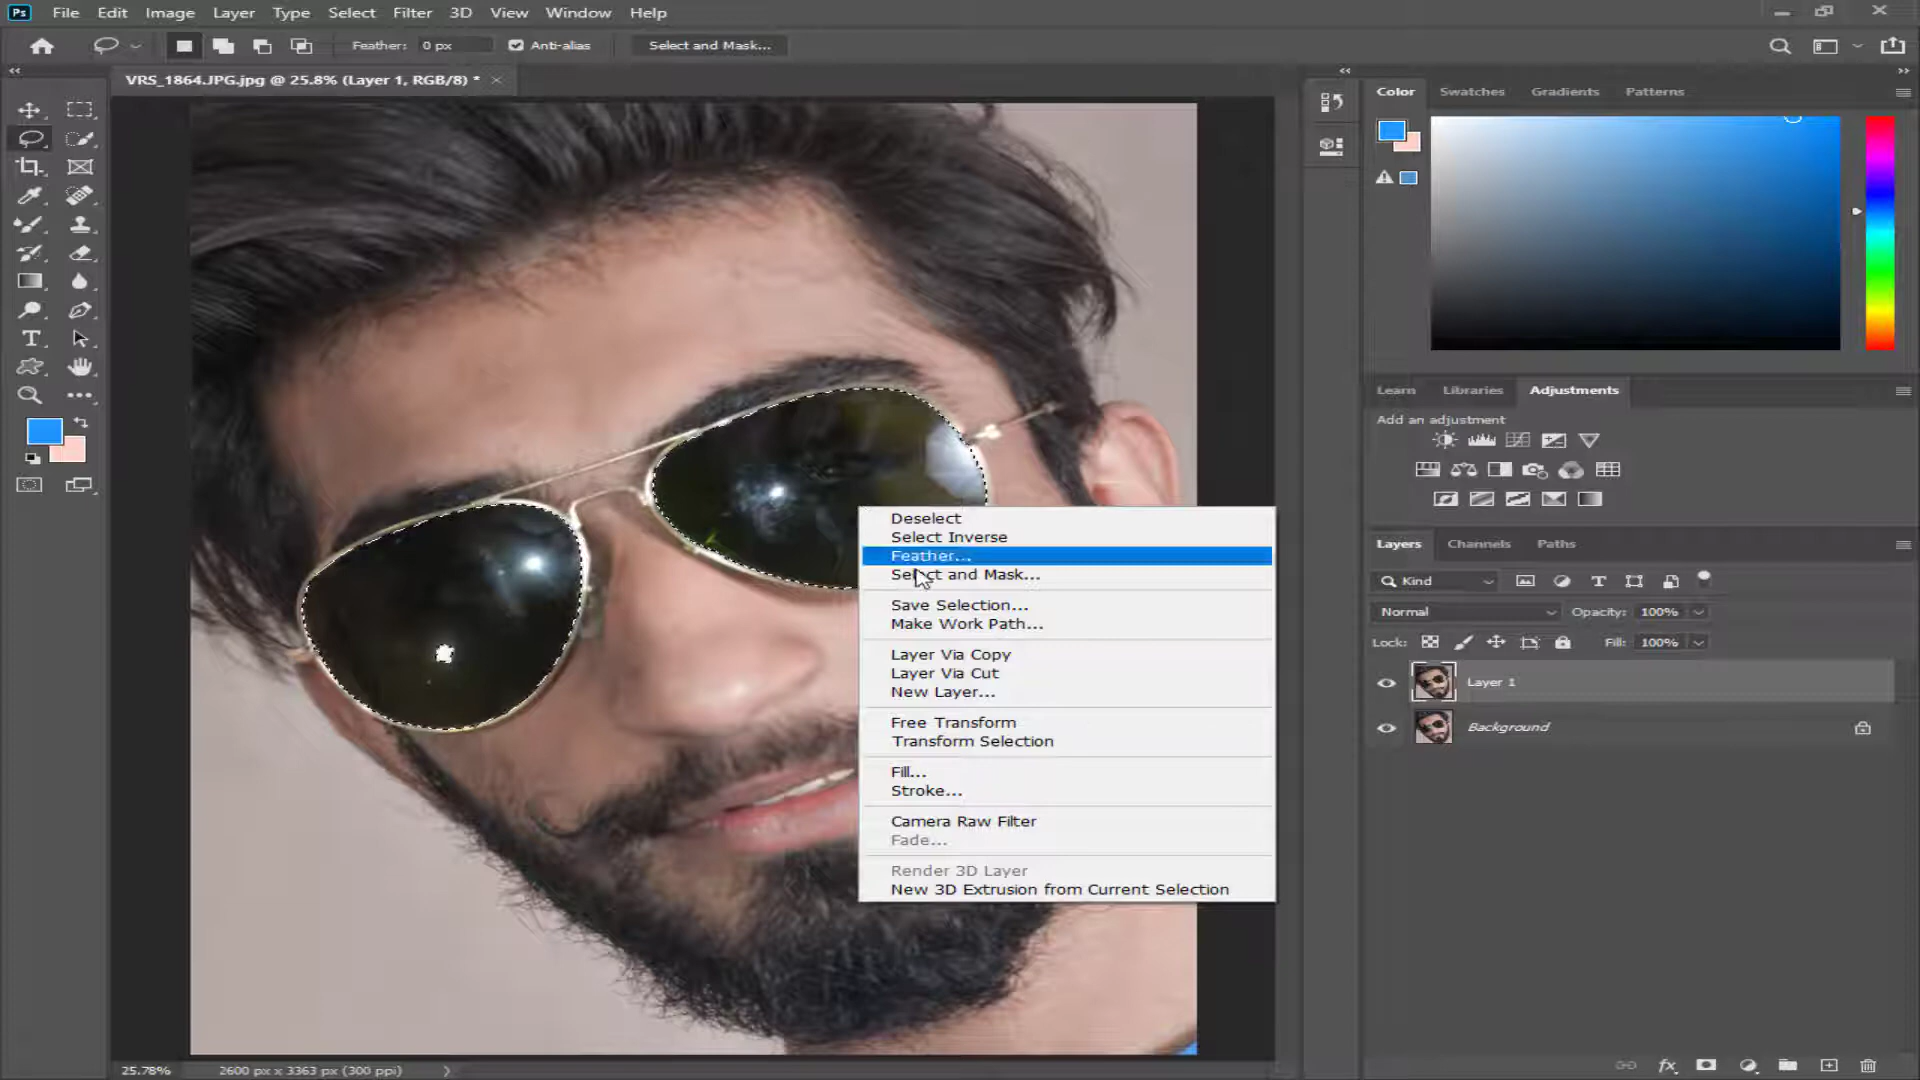 Ps File Edit Image Layer Type Select Filter 3D View Window Help
Feather: 0 px Anti-alias Select and Mask...
VRS_1864.JPG.jpg @ 25.8% (Layer 1, RGB/8) *
Color Swatches Gradients Patterns
Learn Libraries Adjustments
Add an adjustment
Deselect
Select Inverse
Feather...
Select and Mask...
Save Selection...
Make Work Path...
Layer Via Copy
Layer Via Cut
New Layer...
Free Transform
Transform Selection
Fill...
Stroke...
Camera Raw Filter
Fade...
Render 3D Layer
New 3D Extrusion from Current Selection
Layers Channels Paths
Kind
Normal Opacity: 100%
Lock: Fill: 100%
Layer 1
Background
25.78% 2600 px x 3363 px (300 ppi)